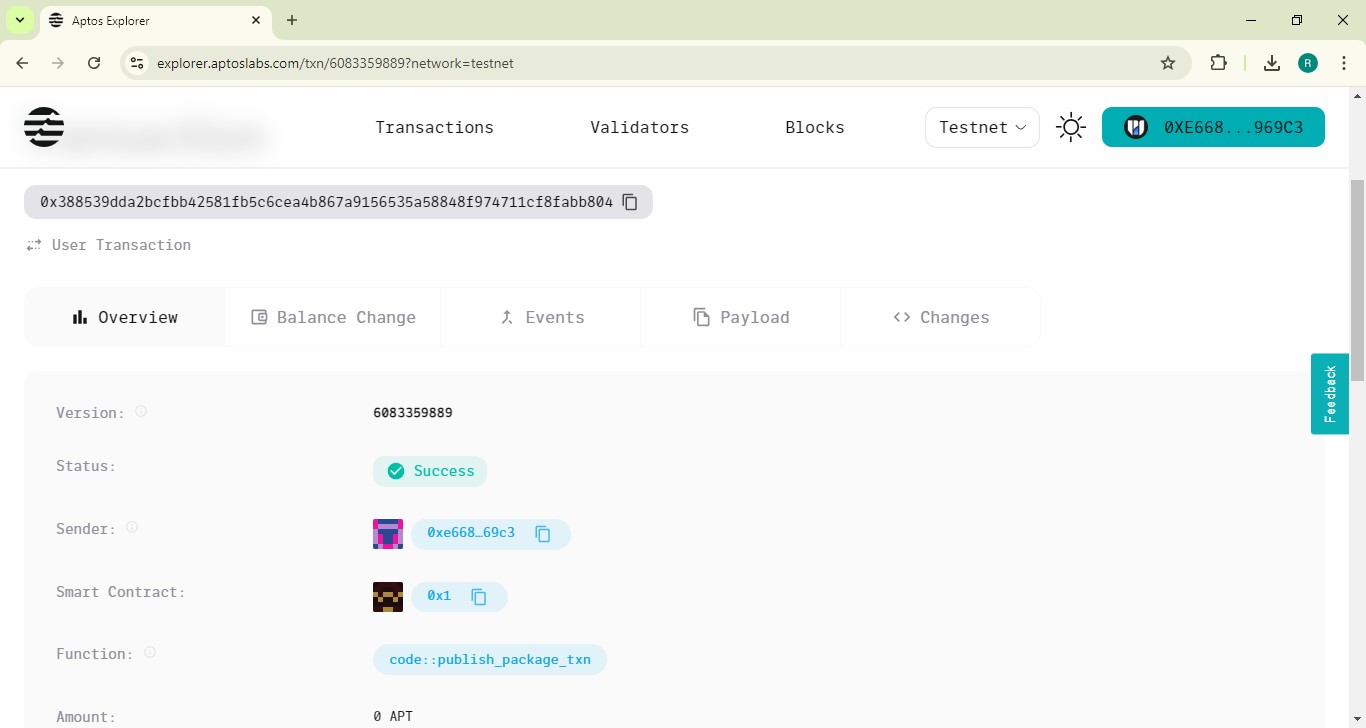 Aptos Explorer
explorer.aptoslabs.com/txn/6083359889?network=testnet
R
Transactions
Validators
Blocks
Testnet
0XE668...969C3
0x388539dda2bcfbb42581fb5c6cea4b867a9156535a58848f974711cf8fabb804
User Transaction
Overview
Balance Change
Events
Payload
Changes
Feedback
Version: 6083359889
Status: Success
Sender: 0xe668…69c3
Smart Contract: 0x1
Function: code::publish_package_txn
Amount: 0 APT